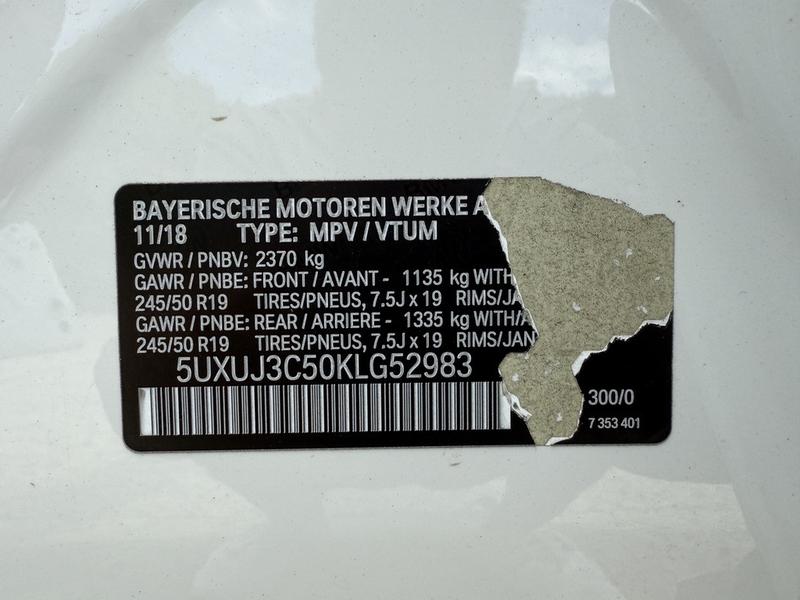 BAYERISCHE MOTOREN WERKE A
11/18 TYPE: MPV / VTUM
GVWR / PNBV: 2370 kg
GAWR / PNBE: FRONT / AVANT - 1135 kg WITH
245/50 R19 TIRES/PNEUS, 7.5J x 19 RIMS/JA
GAWR / PNBE: REAR / ARRIERE - 1335 kg WITH/A
245/50 R19 TIRES/PNEUS, 7.5J x 19 RIMS/JAN
5UXUJ3C50KLG52983
300/0
7 353 401